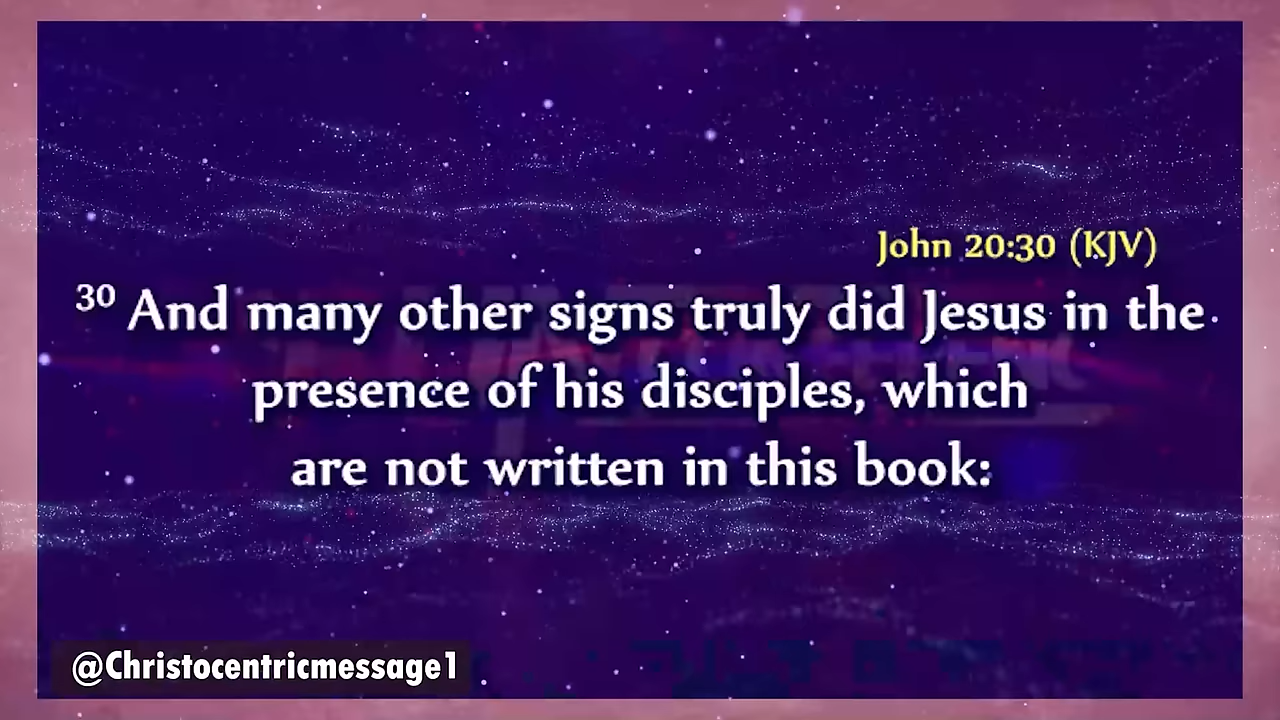 John 20:30 (KJV)
30 And many other signs truly did Jesus in the
presence of his disciples, which
are not written in this book:
@Christocentricmessage1